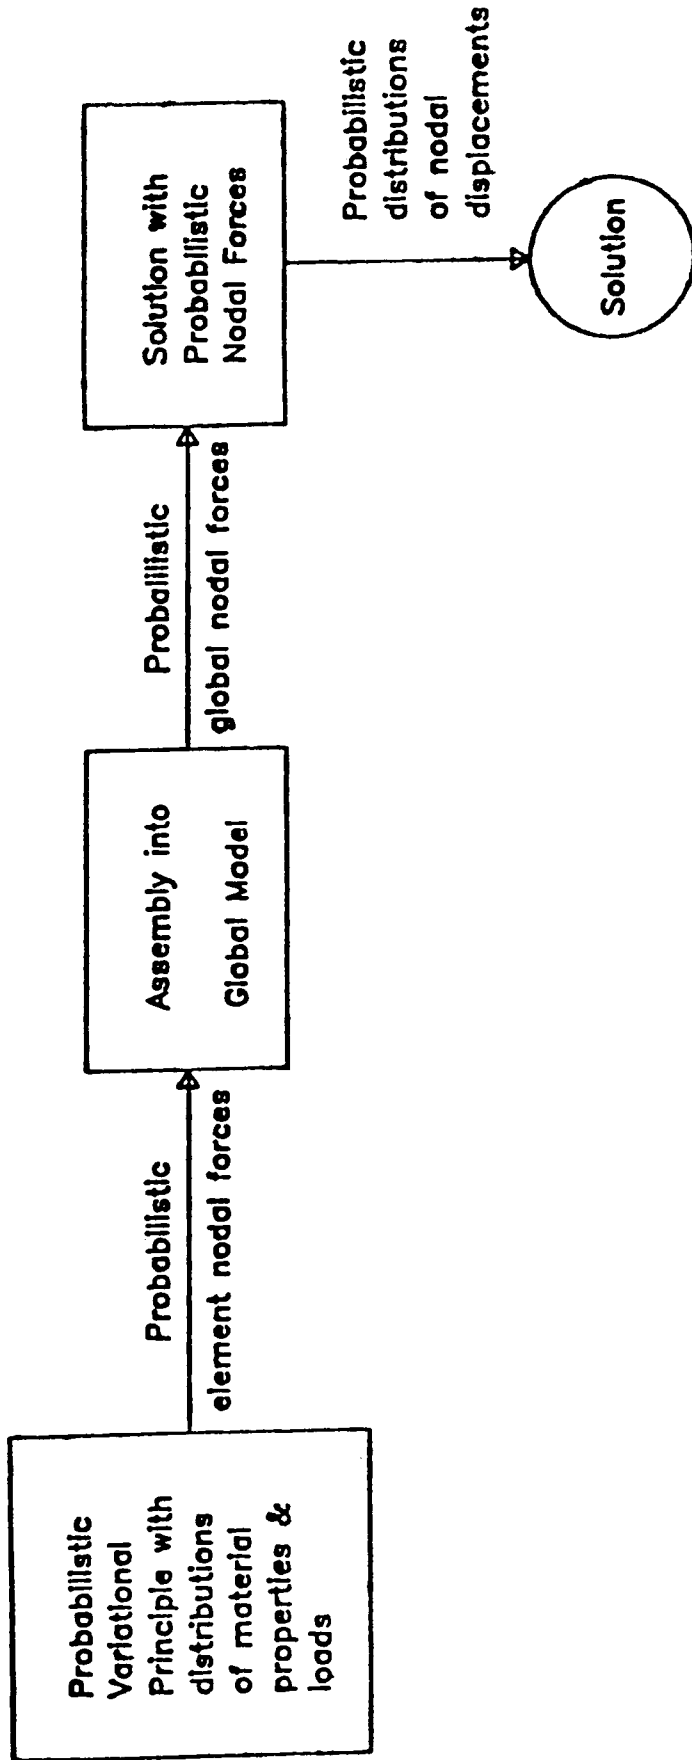 Probabilistic
Variational
Principle with
distributions
of material
properties &
loads
Probabilistic
element nodal forces
Assembly into
Global Model
Probalilistic
global nodal forces
Solution with
Probabilistic
Nodal Forces
Probabilistic
distributions
of nodal
displacements
Solution